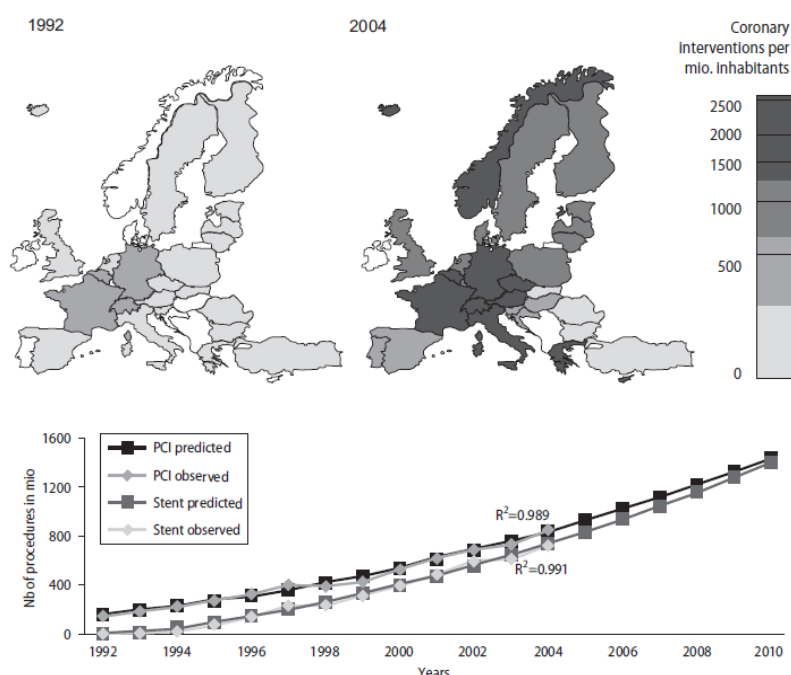 1992
2004
Coronary
interventions per
mio. inhabitants
2500
2000
1500
1000
500
0
1600
1200
800
400
0
Nb of procedures in mio
PCI predicted
PCI observed
Stent predicted
Stent observed
R²=0.989
R²=0.991
1992 1994 1996 1998 2000 2002 2004 2006 2008 2010
Years